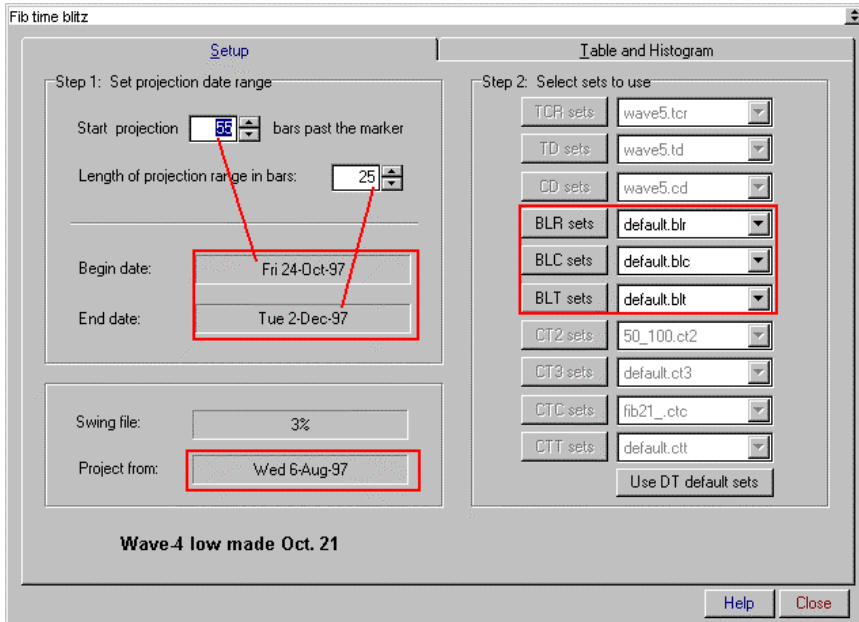 Fib time blitz
Setup
Table and Histogram
Step 1: Set projection date range
Start projection 55 bars past the marker
Length of projection range in bars: 25
Begin date: Fri 24-Oct-97
End date: Tue 2-Dec-97
Swing file: 3%
Project from: Wed 6-Aug-97
Wave-4 low made Oct. 21
Step 2: Select sets to use
TCR sets wave5.tcr
TD sets wave5.td
CD sets wave5.cd
BLR sets default.blr
BLC sets default.blc
BLT sets default.blt
CT2 sets 50_100.ct2
CT3 sets default.ct3
CTC sets fib21_.ctc
CTT sets default.ctt
Use DT default sets
Help
Close